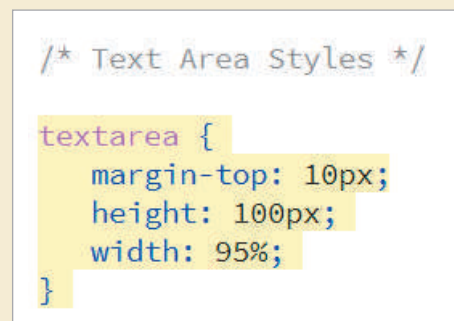 /* Text Area Styles */
textarea {
   margin-top: 10px;
   height: 100px;
   width: 95%;
}